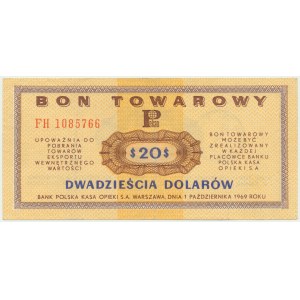 BON TOWAROWY
FH 1085766
P
UPOWAŻNIA DO
POBRANIA
TOWARÓW
EKSPORTU
WEWNĘTRZNEGO
WARTOŚCI
$20$
BON TOWAROWY
MOŻE BYĆ
ZREALIZOWANY
W KAŻDEJ
PLACÓWCE BANKU
POLSKA KASA
OPIEKI S.A.
DWADZIEŚCIA DOLARÓW
BANK POLSKA KASA OPIEKI S.A. WARSZAWA, DNIA 1 PAŹDZIERNIKA 1969 ROKU